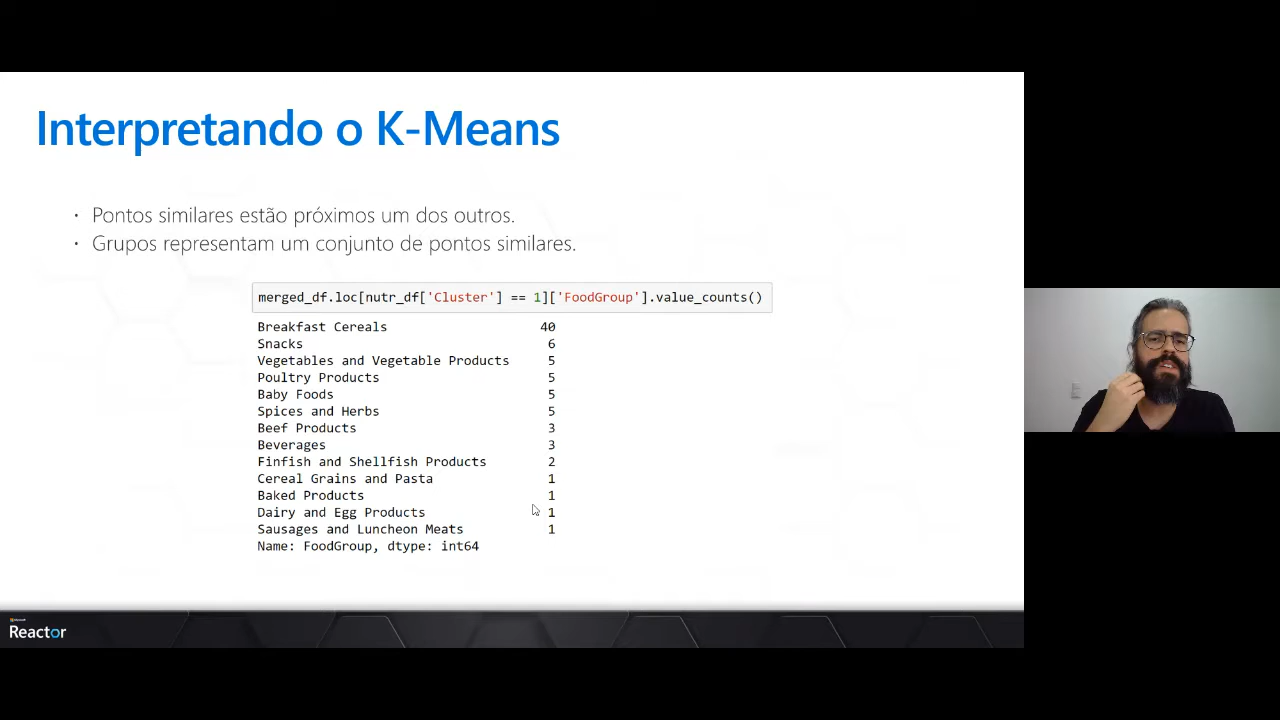 Interpretando o K-Means
· Pontos similares estão próximos um dos outros.
· Grupos representam um conjunto de pontos similares.
merged_df.loc[nutr_df['Cluster'] == 1]['FoodGroup'].value_counts()
Breakfast Cereals 40
Snacks 6
Vegetables and Vegetable Products 5
Poultry Products 5
Baby Foods 5
Spices and Herbs 5
Beef Products 3
Beverages 3
Finfish and Shellfish Products 2
Cereal Grains and Pasta 1
Baked Products 1
Dairy and Egg Products 1
Sausages and Luncheon Meats 1
Name: FoodGroup, dtype: int64
Reactor